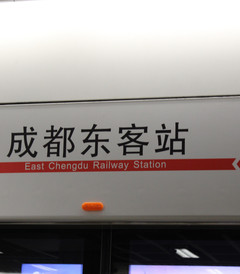 成都东客站
East Chengdu Railway Station